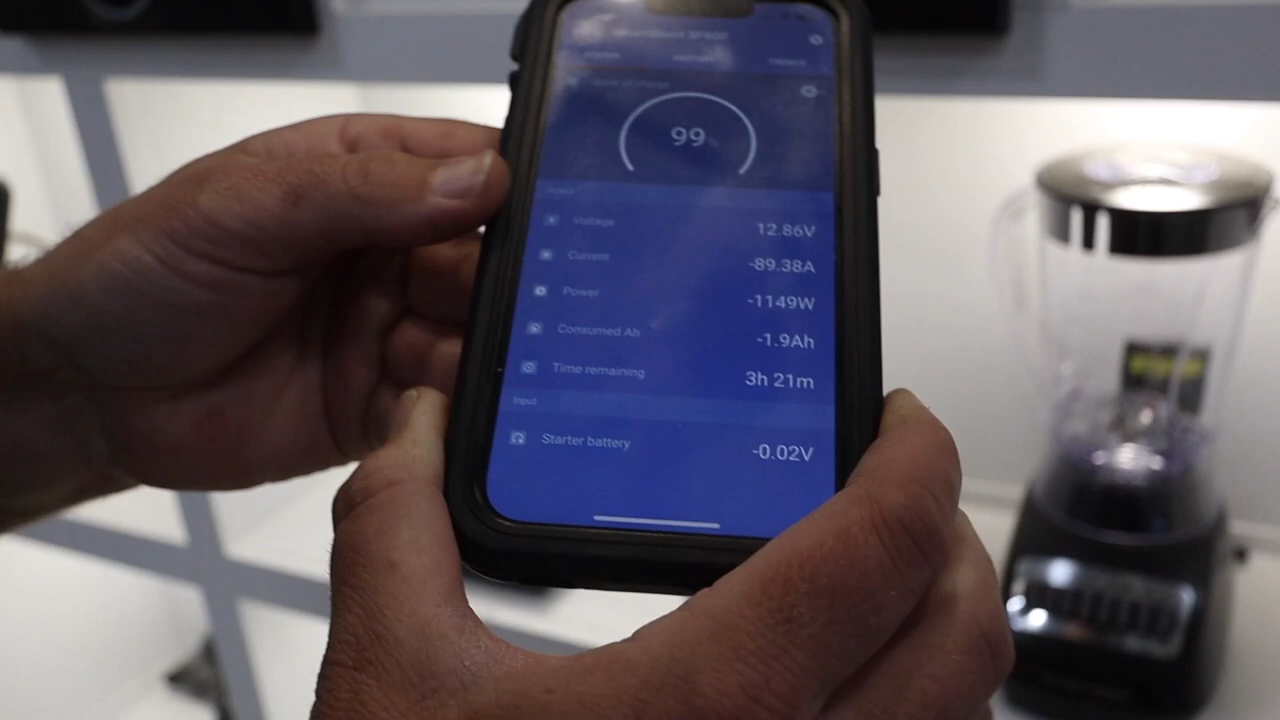 99
Voltage 12.86V
Current -89.38A
Power -1149W
Consumed Ah -1.9Ah
Time remaining 3h 21m
Input
Starter battery -0.02V